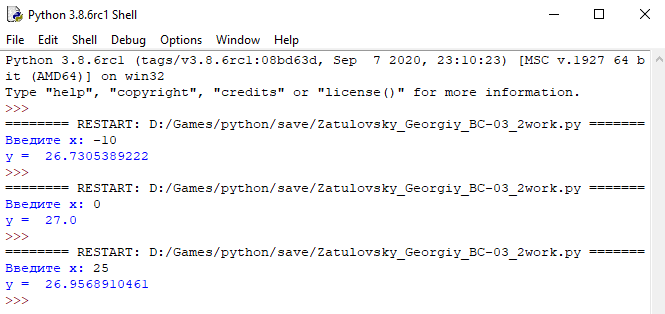 Python 3.8.6rc1 Shell
File Edit Shell Debug Options Window Help
Python 3.8.6rc1 (tags/v3.8.6rc1:08bd63d, Sep  7 2020, 23:10:23) [MSC v.1927 64 b
it (AMD64)] on win32
Type "help", "copyright", "credits" or "license()" for more information.
>>>
======== RESTART: D:/Games/python/save/Zatulovsky_Georgiy_BC-03_2work.py =======
Введите x: -10
y =  26.7305389222
>>>
======== RESTART: D:/Games/python/save/Zatulovsky_Georgiy_BC-03_2work.py =======
Введите x: 0
y =  27.0
>>>
======== RESTART: D:/Games/python/save/Zatulovsky_Georgiy_BC-03_2work.py =======
Введите x: 25
y =  26.9568910461
>>>